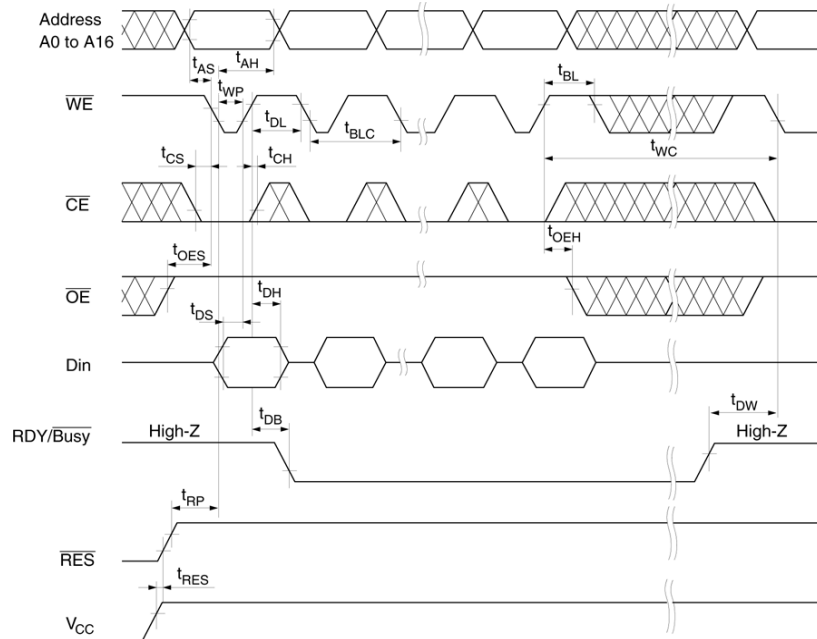 Address
A0 to A16
tAS
tAH
tWP
tBL
WE
tDL
tBLC
tWC
tCS
tCH
CE
tOES
tOEH
OE
tDH
tDS
Din
tDB
tDW
RDY/Busy
High-Z
High-Z
tRP
RES
tRES
VCC